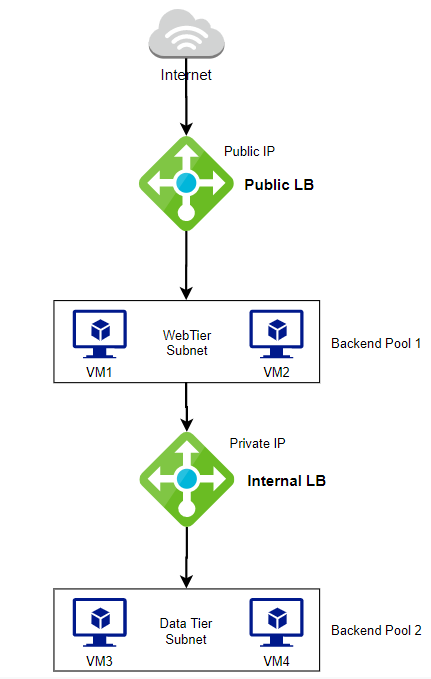 Internet
Public IP
Public LB
WebTier
Subnet
VM1
VM2
Backend Pool 1
Private IP
Internal LB
Data Tier
Subnet
VM3
VM4
Backend Pool 2